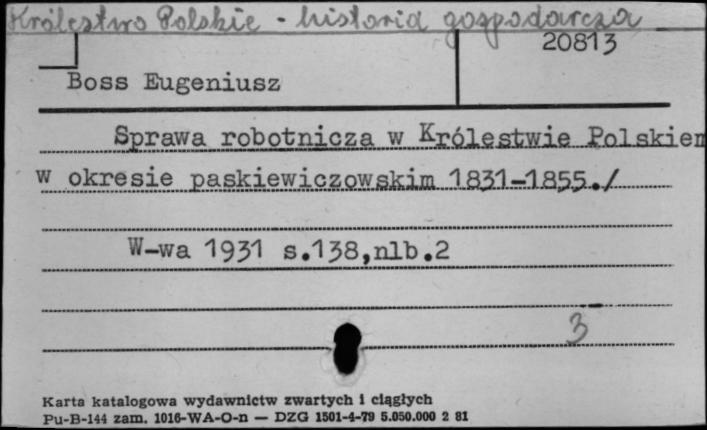 Królestwo Polskie - historia gospodarcza
20813
Boss Eugeniusz
Sprawa robotnicza w Królestwie Polskiem
w okresie paskiewiczowskim 1831-1855./
W-wa 1931 s.138,nlb.2
3
Karta katalogowa wydawnictw zwartych i ciągłych
Pu-B-144 zam. 1016-WA-O-n — DZG 1501-4-79 5.050.000 2 81